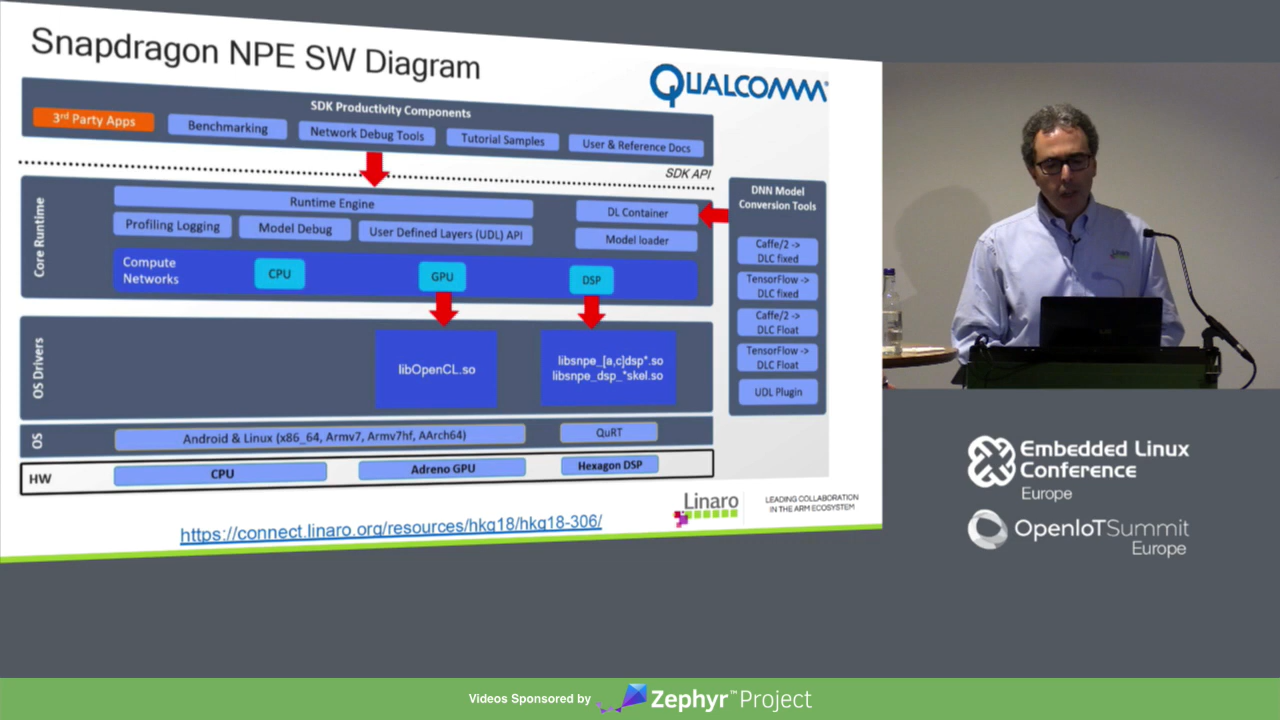 Snapdragon NPE SW Diagram
QUALCOMM
SDK Productivity Components
3rd Party Apps
Benchmarking
Network Debug Tools
Tutorial Samples
User & Reference Docs
SDK API
Core Runtime
Runtime Engine
DL Container
Profiling Logging
Model Debug
User Defined Layers (UDL) API
Model loader
Compute
Networks
CPU
GPU
DSP
DNN Model
Conversion Tools
Caffe/2 ->
DLC fixed
TensorFlow ->
DLC fixed
Caffe/2 ->
DLC Float
TensorFlow ->
DLC Float
UDL Plugin
OS Drivers
libOpenCL.so
libsnpe_[a,c]dsp*.so
libsnpe_dsp_*skel.so
OS
Android & Linux (x86_64, Armv7, Armv7hf, AArch64)
QuRT
HW
CPU
Adreno GPU
Hexagon DSP
https://connect.linaro.org/resources/hkg18/hkg18-306/
Linaro
LEADING COLLABORATION
IN THE ARM ECOSYSTEM
Embedded Linux
Conference
Europe
OpenIoTSummit
Europe
Videos Sponsored by
Zephyr™Project